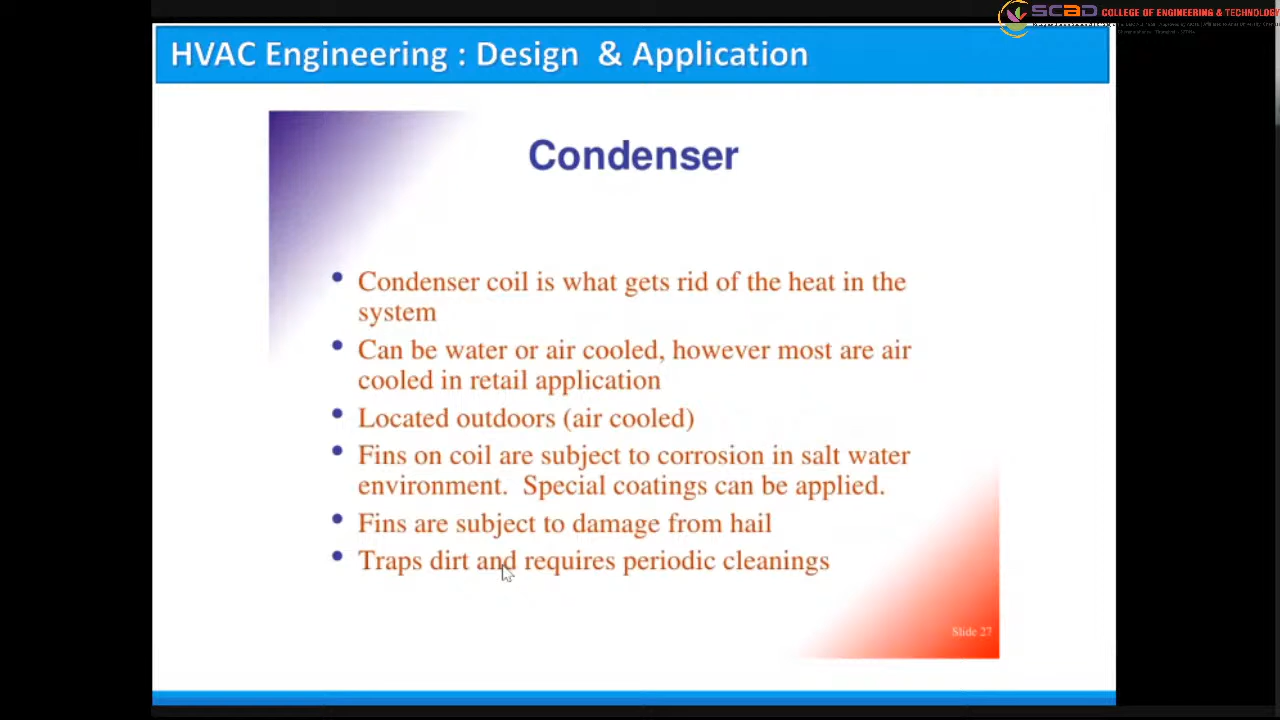 SCAD COLLEGE OF ENGINEERING & TECHNOLOGY
HVAC Engineering : Design & Application
Condenser
• Condenser coil is what gets rid of the heat in the
system
• Can be water or air cooled, however most are air
cooled in retail application
• Located outdoors (air cooled)
• Fins on coil are subject to corrosion in salt water
environment. Special coatings can be applied.
• Fins are subject to damage from hail
• Traps dirt and requires periodic cleanings
Slide 27